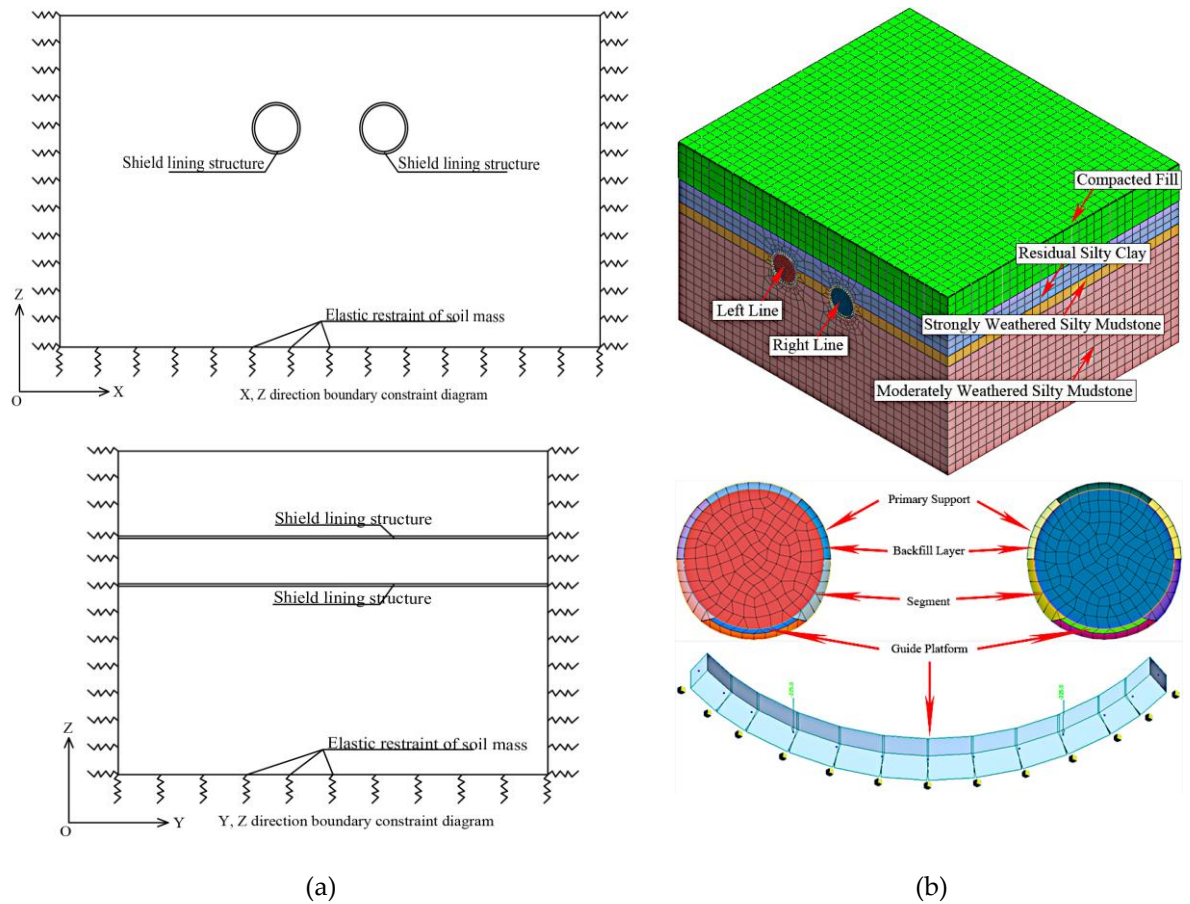 Shield lining structure
Shield lining structure
Z
Elastic restraint of soil mass
O
X
X, Z direction boundary constraint diagram
Shield lining structure
Shield lining structure
Z
Elastic restraint of soil mass
O
Y
Y, Z direction boundary constraint diagram
(a)
Compacted Fill
Residual Silty Clay
Left Line
Strongly Weathered Silty Mudstone
Right Line
Moderately Weathered Silty Mudstone
Primary Support
Backfill Layer
Segment
Guide Platform
(b)